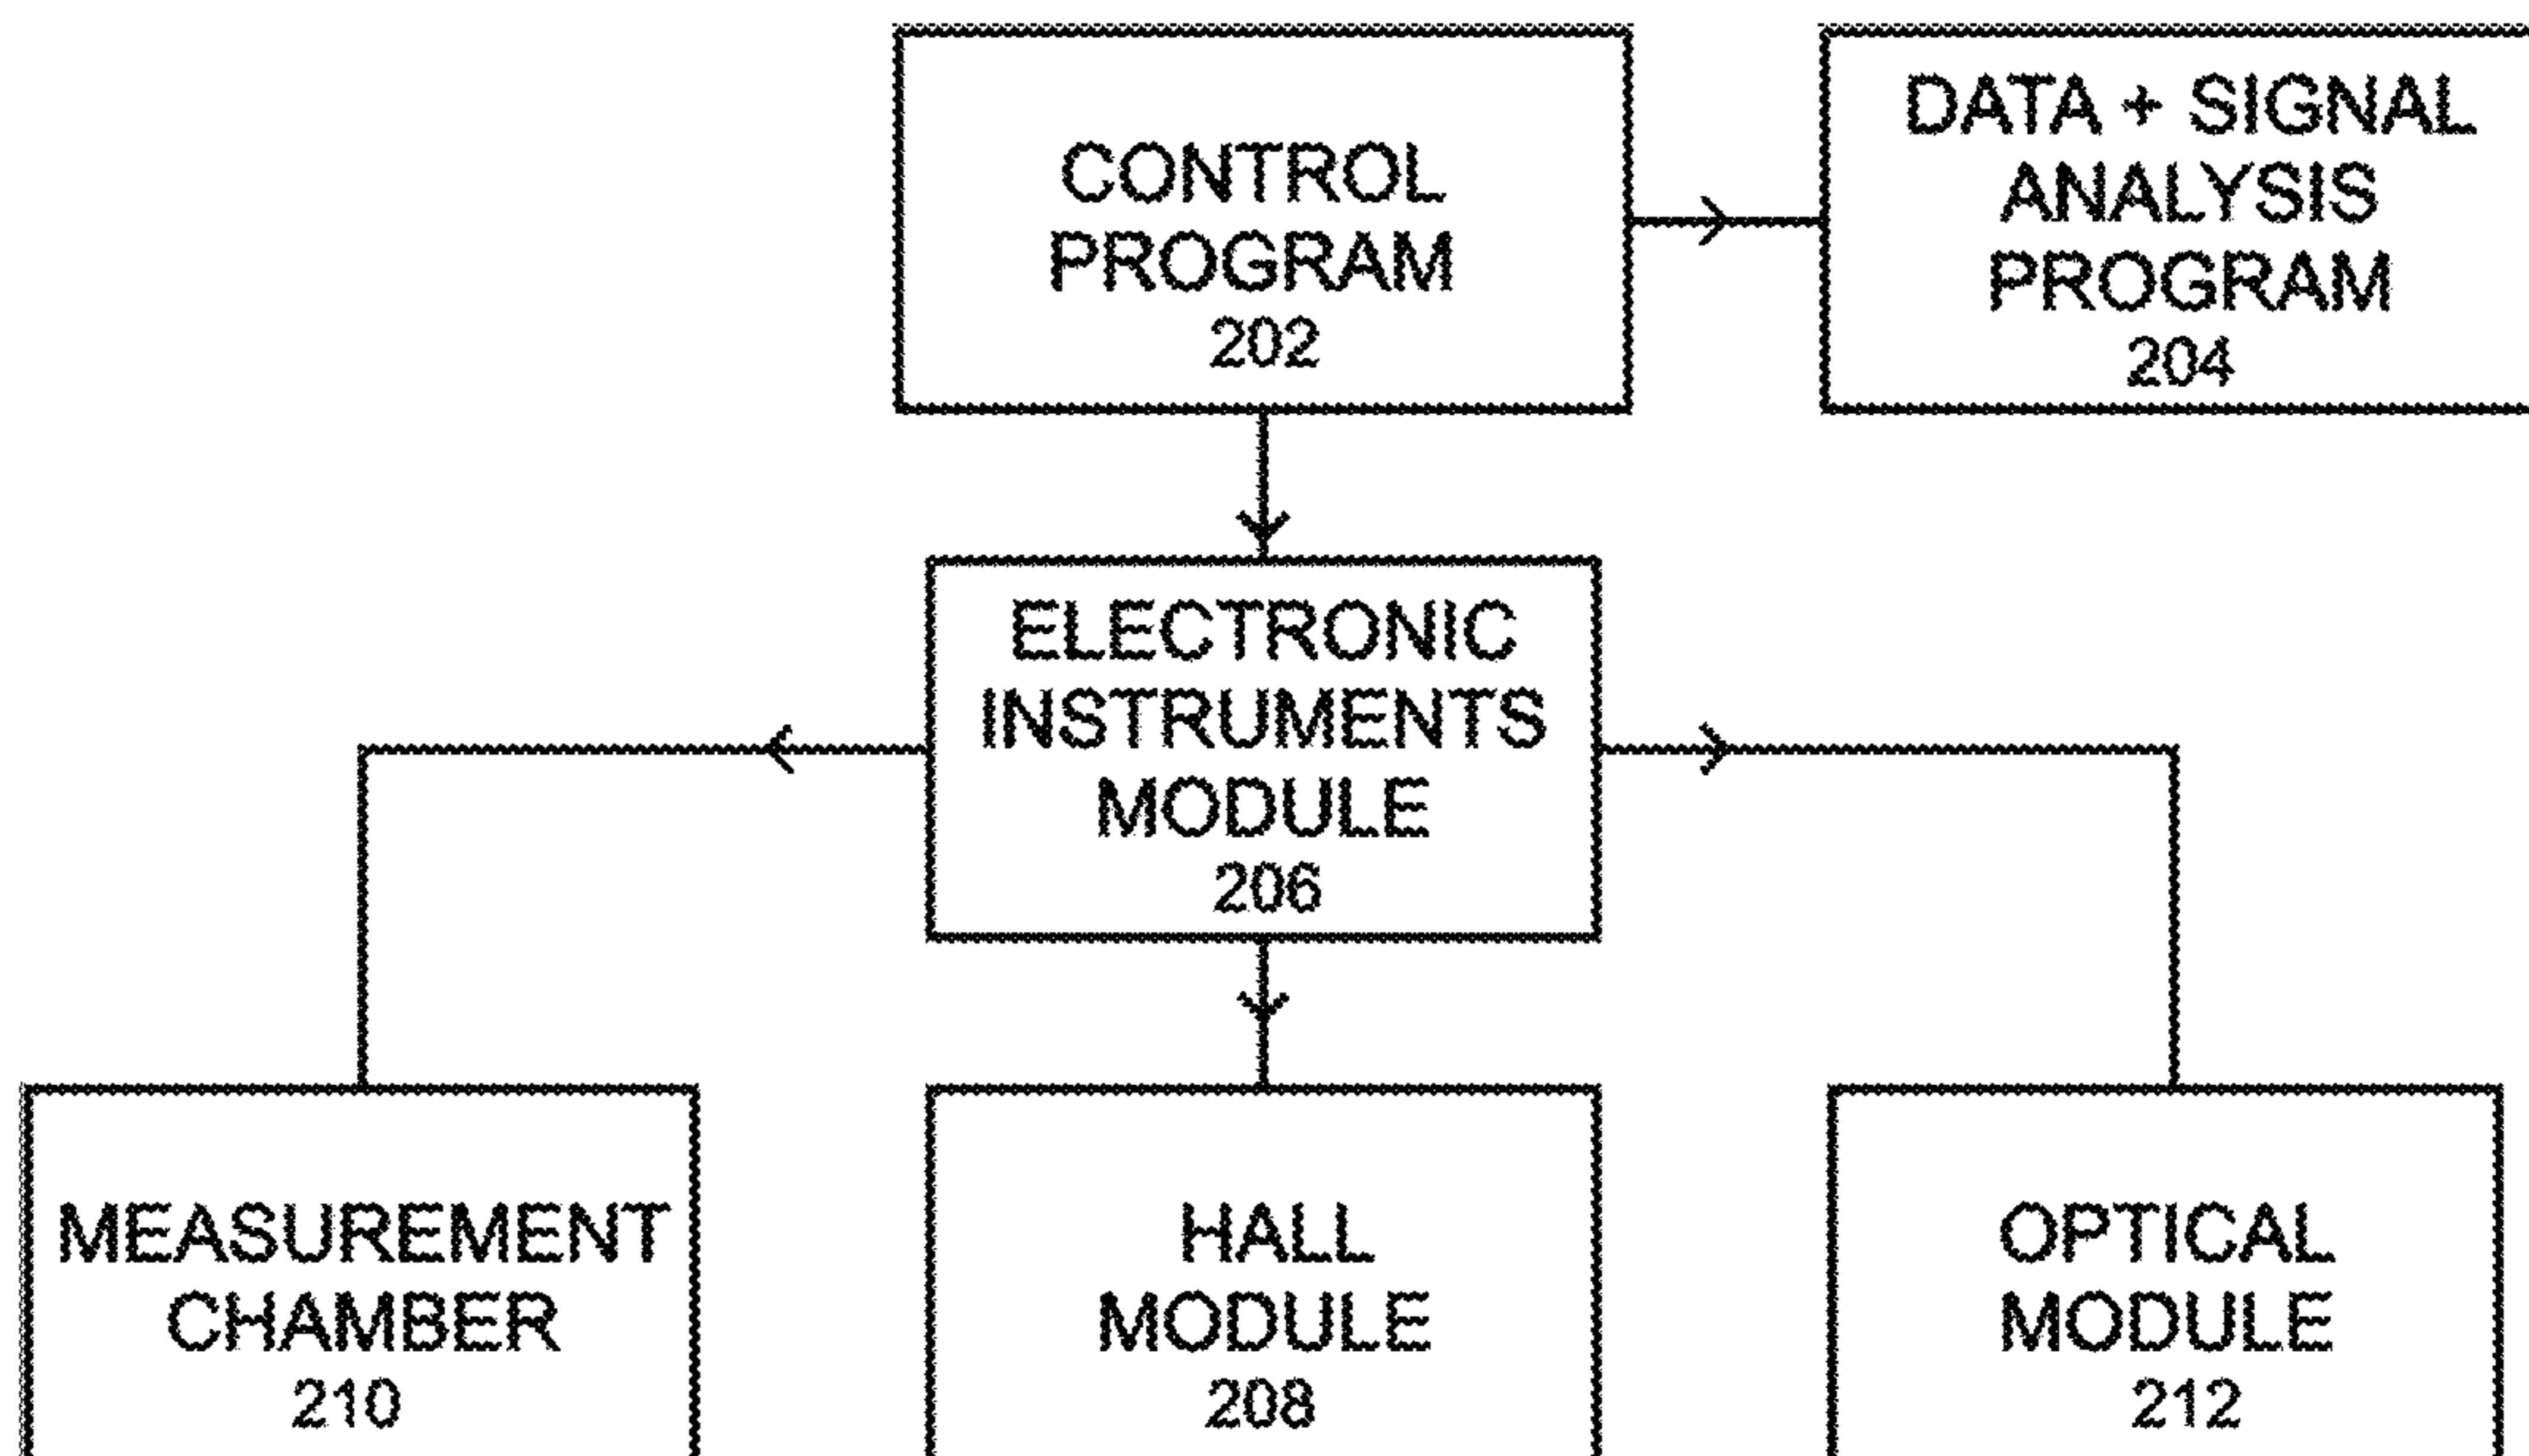 CONTROL
PROGRAM
202
DATA + SIGNAL
ANALYSIS
PROGRAM
204
ELECTRONIC
INSTRUMENTS
MODULE
206
MEASUREMENT
CHAMBER
210
HALL
MODULE
208
OPTICAL
MODULE
212